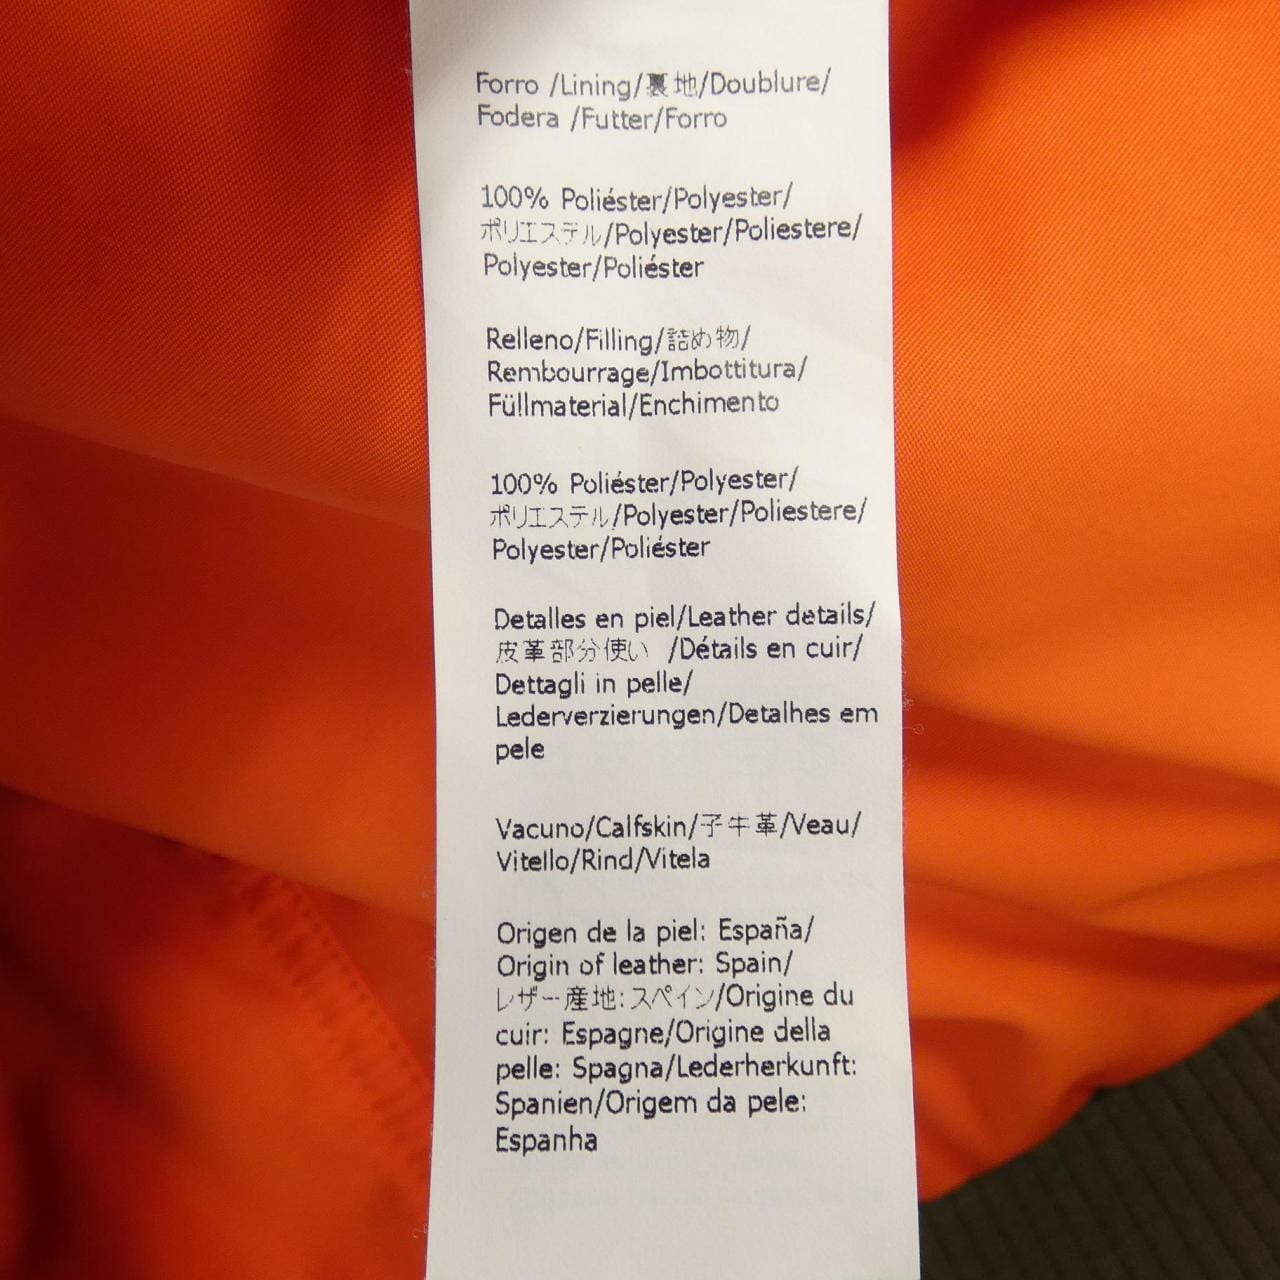 Forro /Lining/裏地/Doublure/
Fodera /Futter/Forro
100% Poliéster/Polyester/
ポリエステル/Polyester/Poliestere/
Polyester/Poliéster
Relleno/Filling/詰め物/
Rembourrage/Imbottitura/
Füllmaterial/Enchimento
100% Poliéster/Polyester/
ポリエステル/Polyester/Poliestere/
Polyester/Poliéster
Detalles en piel/Leather details/
皮革部分使い /Détails en cuir/
Dettagli in pelle/
Lederverzierungen/Detalhes em
pele
Vacuno/Calfskin/子牛革/Veau/
Vitello/Rind/Vitela
Origen de la piel: España/
Origin of leather: Spain/
レザー産地:スペイン/Origine du
cuir: Espagne/Origine della
pelle: Spagna/Lederherkunft:
Spanien/Origem da pele:
Espanha